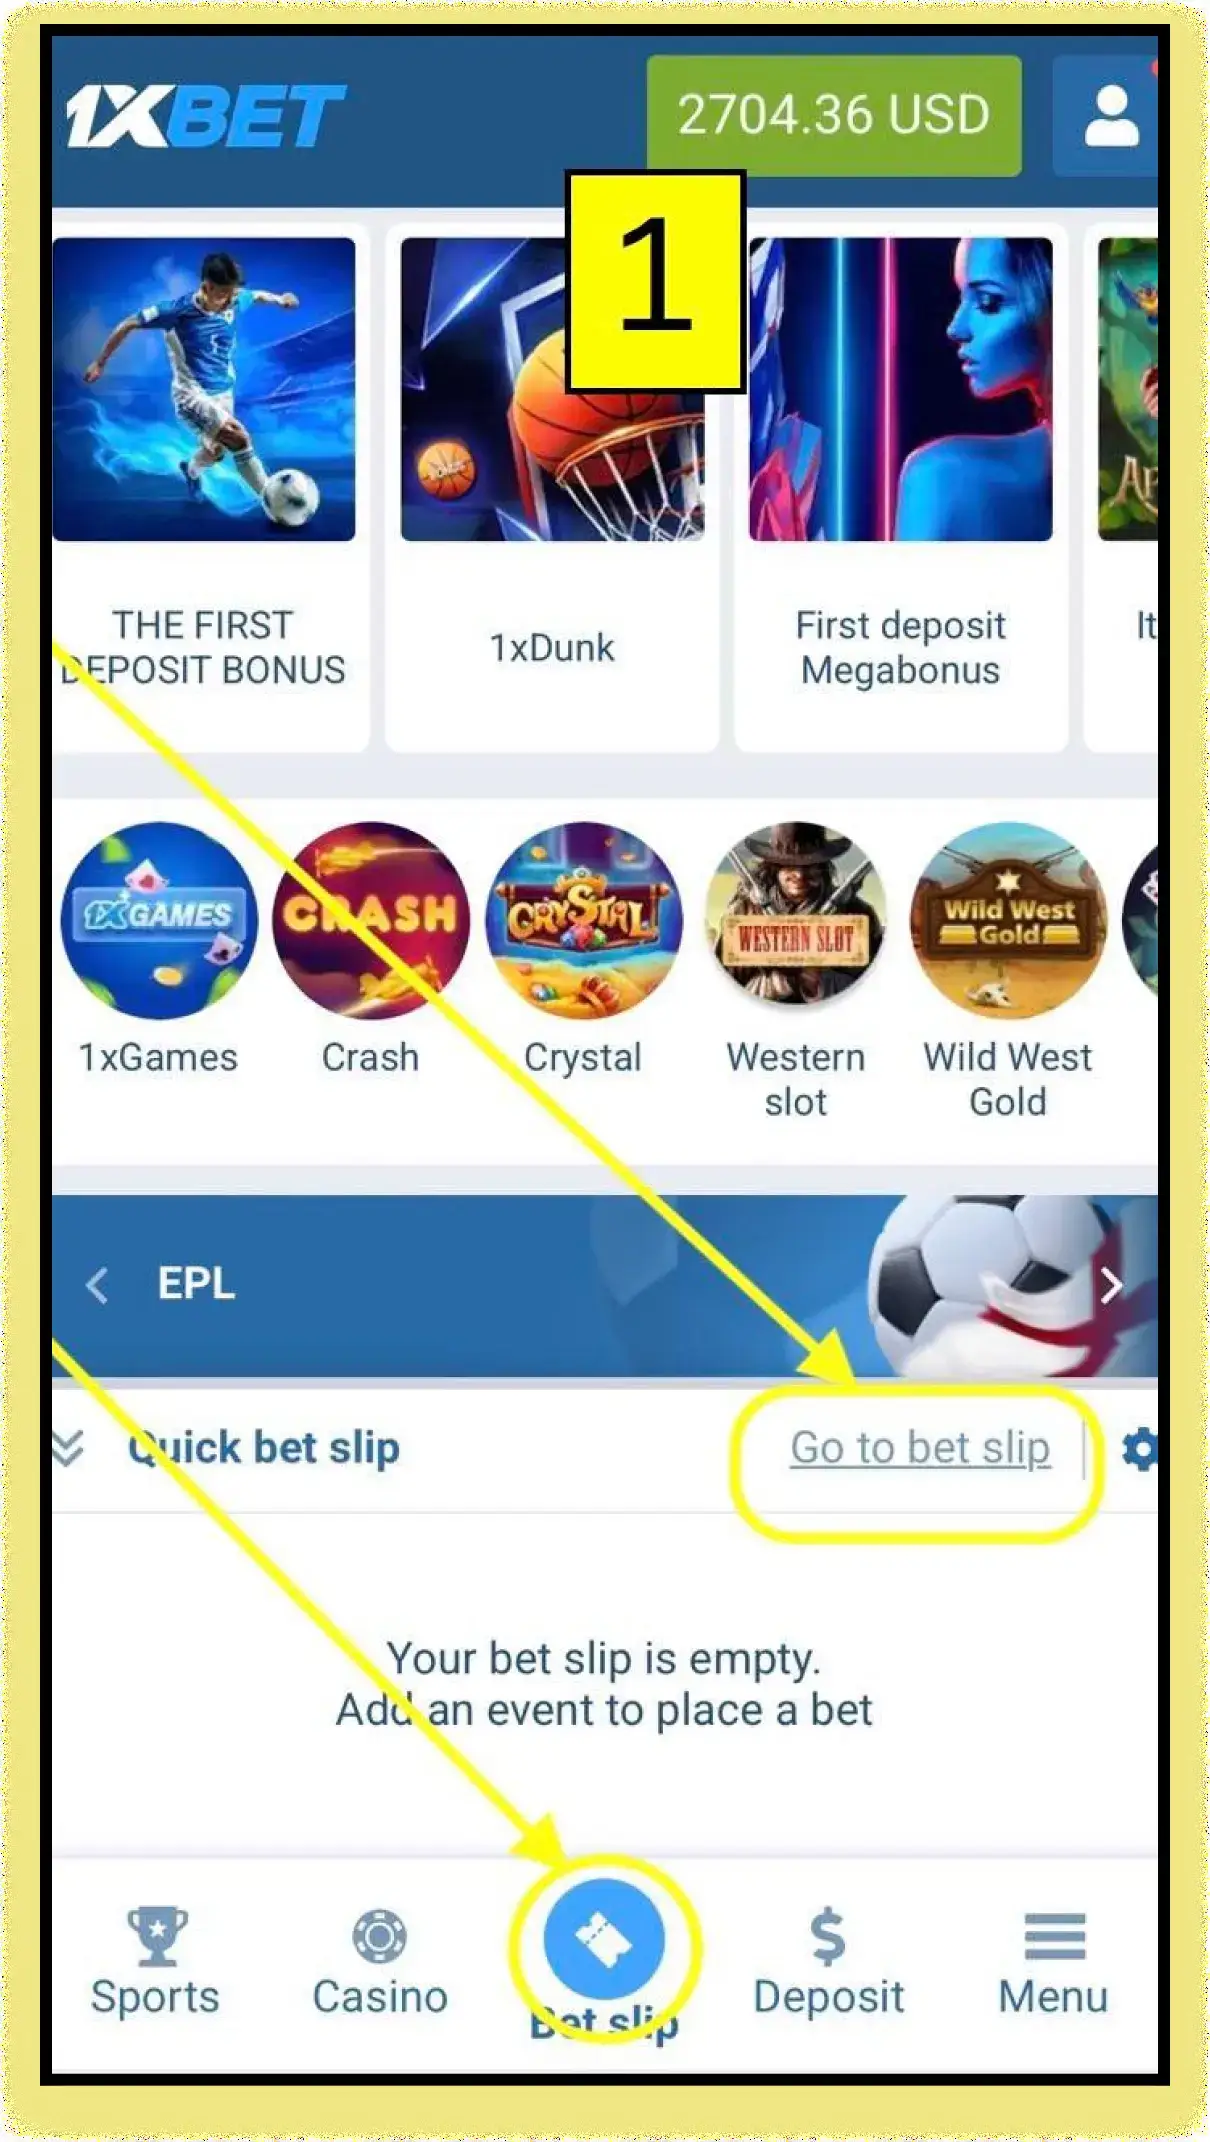 1XBET
2704.36 USD
1
THE FIRST
DEPOSIT BONUS
1xDunk
First deposit
Megabonus
It
1XGAMES
CRASH
CRYSTAL
WESTERN SLOT
Wild West
Gold
1xGames
Crash
Crystal
Western
slot
Wild West
Gold
EPL
Quick bet slip
Go to bet slip
Your bet slip is empty.
Add an event to place a bet
Sports
Casino
Bet slip
Deposit
Menu